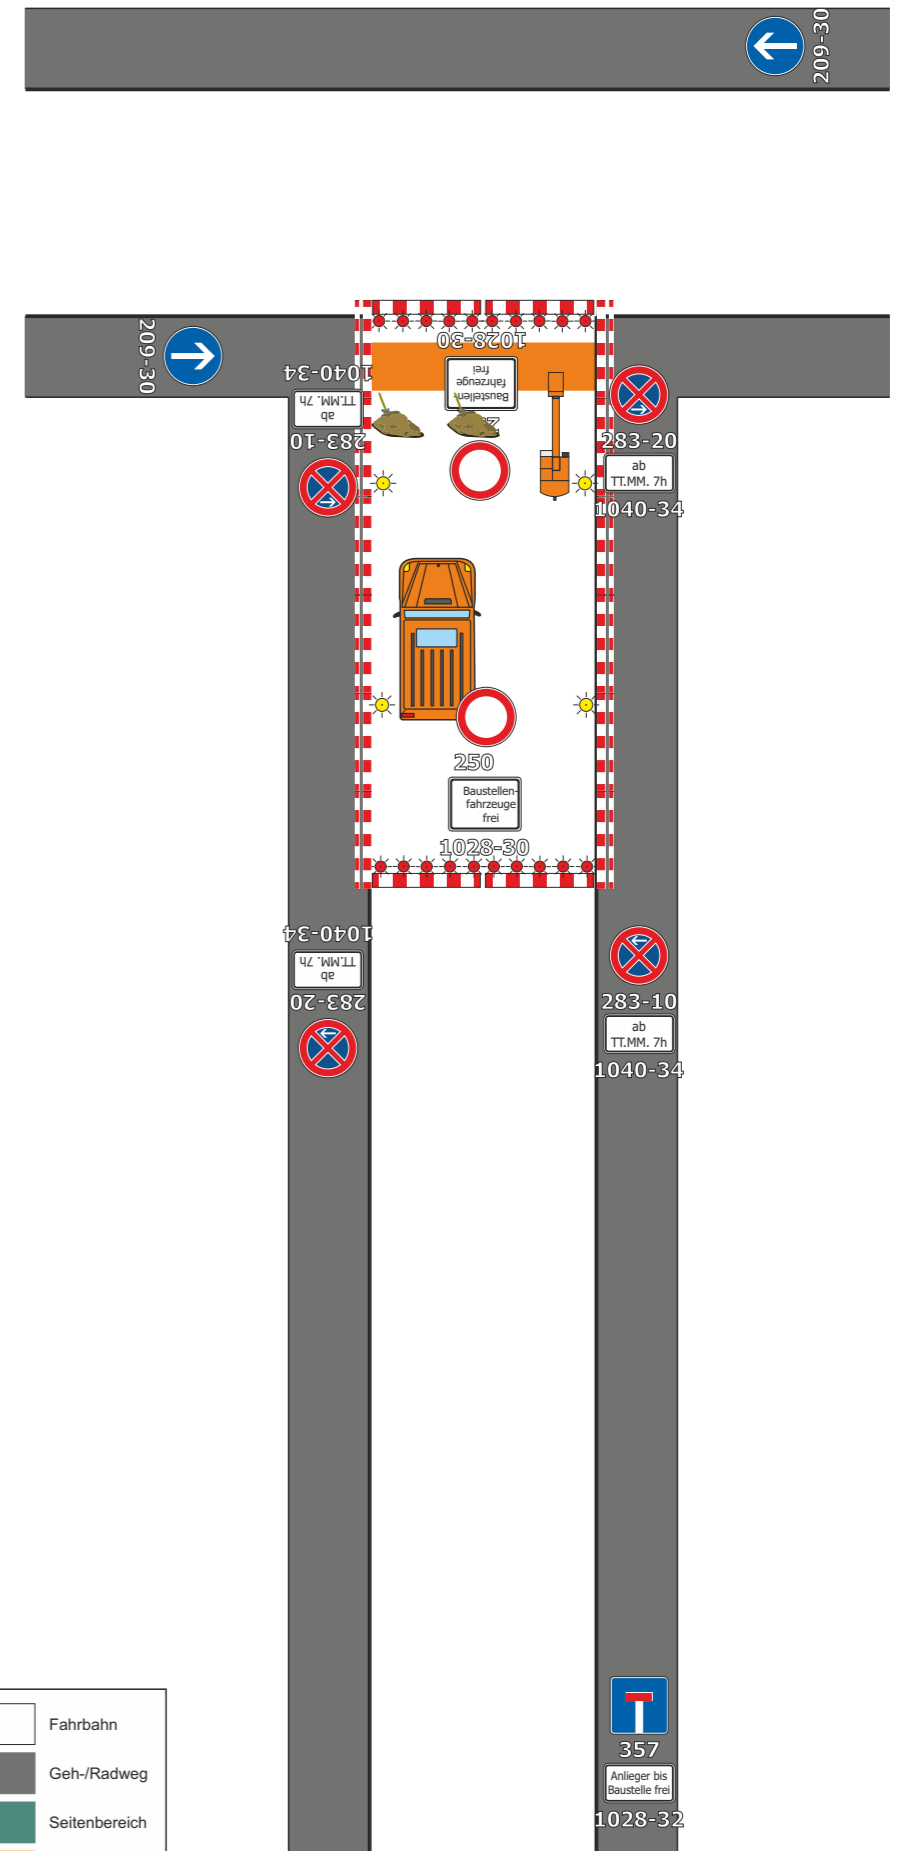 209-30
209-30
1028-30
Baustellen-
fahrzeuge
frei
1040-34
ab
TT.MM. 7h
283-10
283-20
ab
TT.MM. 7h
1040-34
250
Baustellen-
fahrzeuge
frei
1028-30
1040-34
ab
TT.MM. 7h
283-20
283-10
ab
TT.MM. 7h
1040-34
357
Anlieger bis
Baustelle frei
1028-32
Fahrbahn
Geh-/Radweg
Seitenbereich